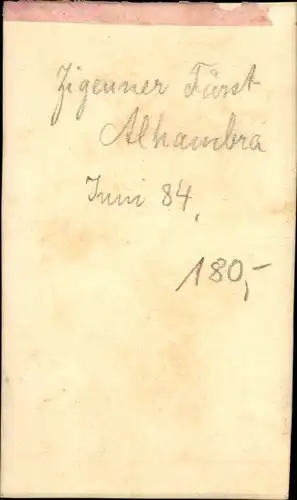 Zigeuner Fürst
Alhambra
Juni 84.
180,-